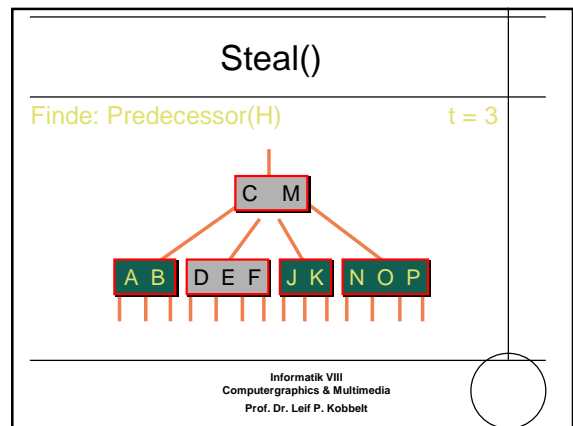 Steal()
Finde: Predecessor(H) t = 3
C M
A B D E F J K N O P
Informatik VIII
Computergraphics & Multimedia
Prof. Dr. Leif P. Kobbelt